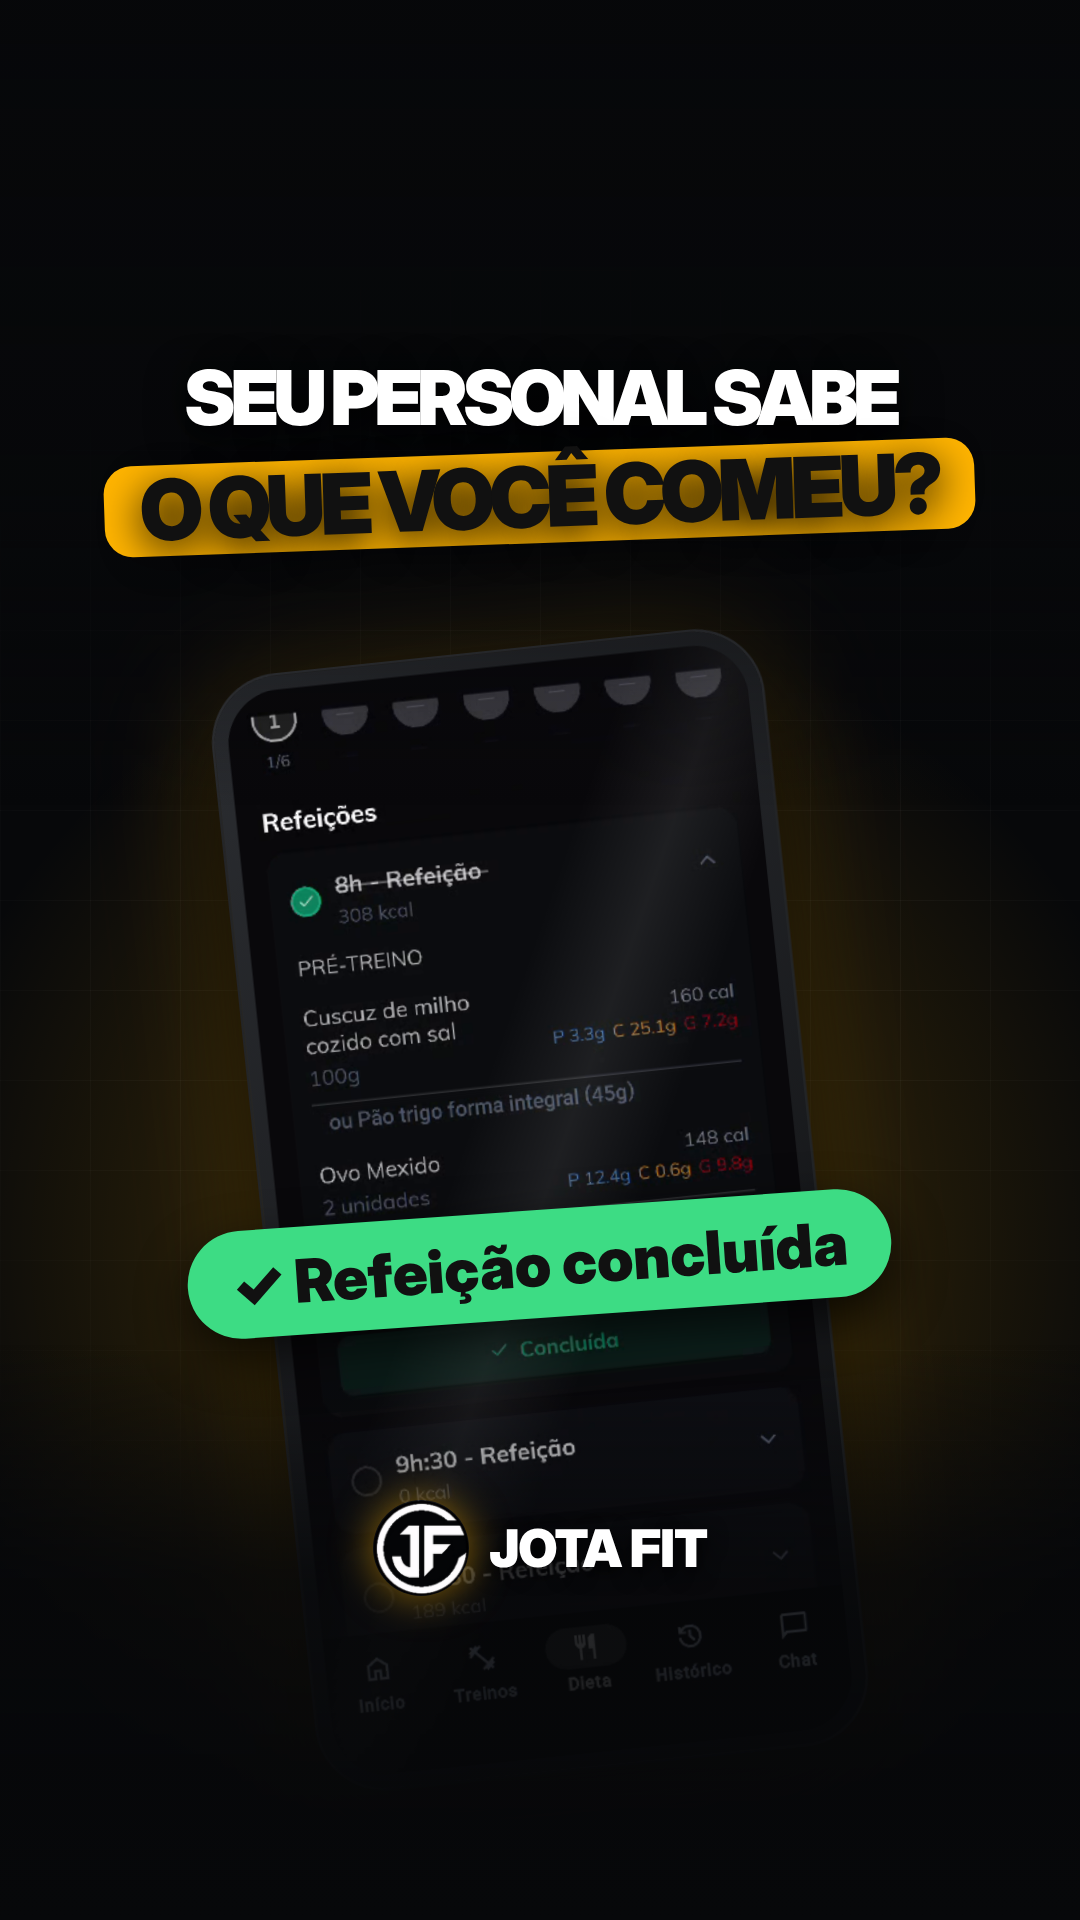 SEU PERSONAL SABE
O QUE VOCÊ COMEU?
1
1/6
Refeições
8h - Refeição
308 kcal
PRÉ-TREINO
Cuscuz de milho
cozido com sal
160 cal
P 3.3g C 25.1g G 7.2g
100g
ou Pão trigo forma integral (45g)
Ovo Mexido
148 cal
2 unidades
P 12.4g C 0.6g G 9.8g
✓ Refeição concluída
✓ Concluída
9h:30 - Refeição
0 kcal
JF JOTA FIT
30 - Refeição
189 kcal
Início
Treinos
Dieta
Histórico
Chat